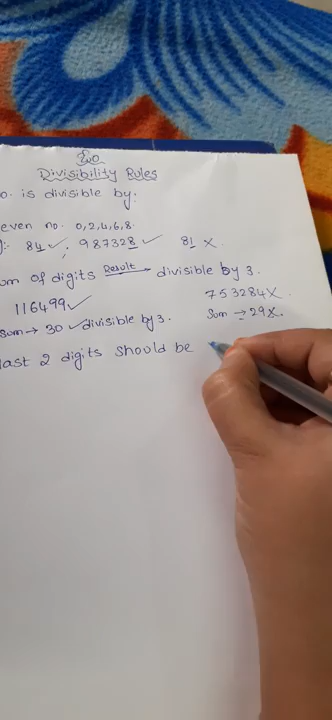 ॐ
Divisibility Rules
o. is divisible by:
even no. 0,2,4,6,8.
84 ✓, 987328 ✓ 81 ✗
um of digits Result → divisible by 3.
116499 ✓ 753284 ✗
Sum → 30 ✓ divisible by 3. Sum → 29 ✗.
last 2 digits should be